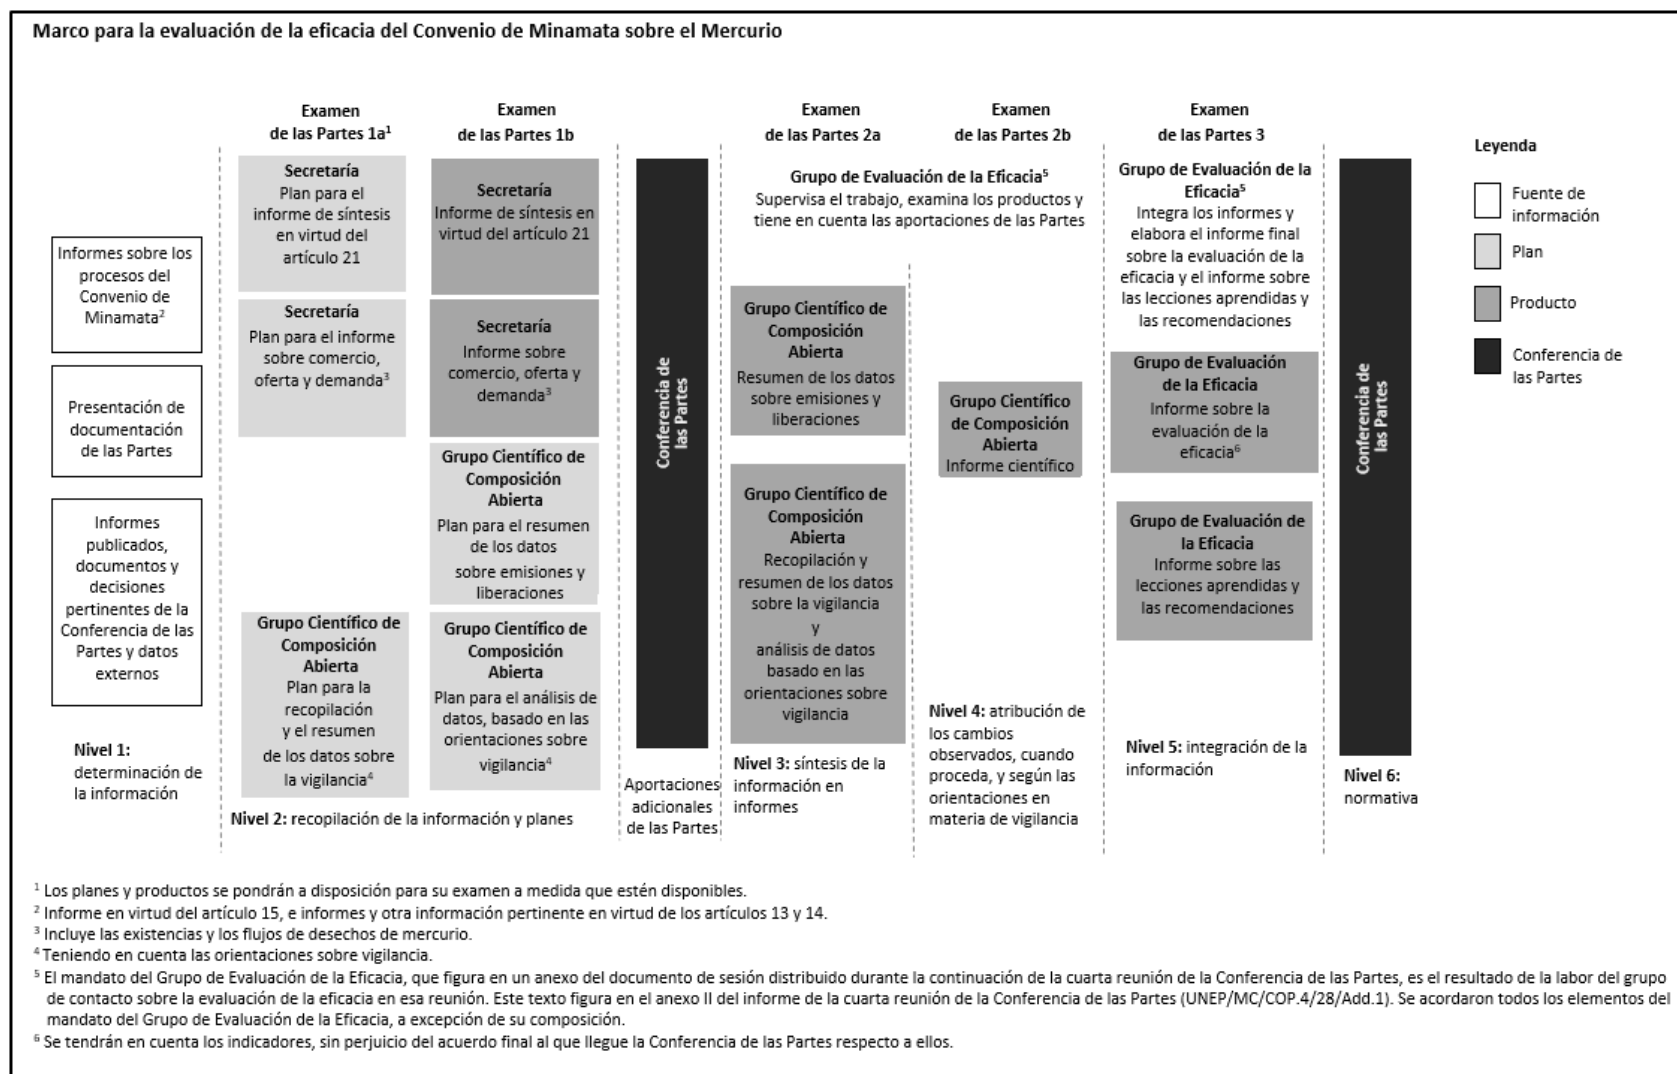 Marco para la evaluación de la eficacia del Convenio de Minamata sobre el Mercurio
Informes sobre los
procesos del
Convenio de
Minamata²
Presentación de
documentación
de las Partes
Informes
publicados,
documentos y
decisiones
pertinentes de la
Conferencia de las
Partes y datos
externos
Nivel 1:
determinación de
la información
Examen
de las Partes 1a¹
Secretaría
Plan para el
informe de síntesis
en virtud del
artículo 21
Secretaría
Plan para el informe
sobre comercio,
oferta y demanda³
Grupo Científico de
Composición
Abierta
Plan para la
recopilación
y el resumen
de los datos sobre
la vigilancia⁴
Examen
de las Partes 1b
Secretaría
Informe de síntesis en
virtud del artículo 21
Secretaría
Informe sobre
comercio, oferta y
demanda³
Grupo Científico de
Composición
Abierta
Plan para el resumen
de los datos
sobre emisiones y
liberaciones
Grupo Científico de
Composición
Abierta
Plan para el análisis de
datos, basado en las
orientaciones sobre
vigilancia⁴
Nivel 2: recopilación de la información y planes
Conferencia de
las Partes
Aportaciones
adicionales
de las Partes
Examen
de las Partes 2a
Examen
de las Partes 2b
Grupo de Evaluación de la Eficacia⁵
Supervisa el trabajo, examina los productos y
tiene en cuenta las aportaciones de las Partes
Grupo Científico de
Composición
Abierta
Resumen de los datos
sobre emisiones y
liberaciones
Grupo Científico de
Composición
Abierta
Recopilación y
resumen de los datos
sobre la vigilancia
y
análisis de datos
basado en las
orientaciones sobre
vigilancia
Nivel 3: síntesis de la
información en
informes
Grupo Científico
de Composición
Abierta
Informe científico
Nivel 4: atribución de
los cambios
observados, cuando
proceda, y según las
orientaciones en
materia de vigilancia
Examen
de las Partes 3
Grupo de Evaluación de la
Eficacia⁵
Integra los informes y
elabora el informe final
sobre la evaluación de la
eficacia y el informe sobre
las lecciones aprendidas y
las recomendaciones
Grupo de Evaluación
de la Eficacia
Informe sobre la
evaluación de la
eficacia⁶
Grupo de Evaluación de
la Eficacia
Informe sobre las
lecciones aprendidas y
las recomendaciones
Nivel 5: integración de la
información
Conferencia de
las Partes
Nivel 6:
normativa
Leyenda
Fuente de
información
Plan
Producto
Conferencia de
las Partes
¹ Los planes y productos se pondrán a disposición para su examen a medida que estén disponibles.
² Informe en virtud del artículo 15, e informes y otra información pertinente en virtud de los artículos 13 y 14.
³ Incluye las existencias y los flujos de desechos de mercurio.
⁴ Teniendo en cuenta las orientaciones sobre vigilancia.
⁵ El mandato del Grupo de Evaluación de la Eficacia, que figura en un anexo del documento de sesión distribuido durante la continuación de la cuarta reunión de la Conferencia de las Partes, es el resultado de la labor del grupo
de contacto sobre la evaluación de la eficacia en esa reunión. Este texto figura en el anexo II del informe de la cuarta reunión de la Conferencia de las Partes (UNEP/MC/COP.4/28/Add.1). Se acordaron todos los elementos del
mandato del Grupo de Evaluación de la Eficacia, a excepción de su composición.
⁶ Se tendrán en cuenta los indicadores, sin perjuicio del acuerdo final al que llegue la Conferencia de las Partes respecto a ellos.